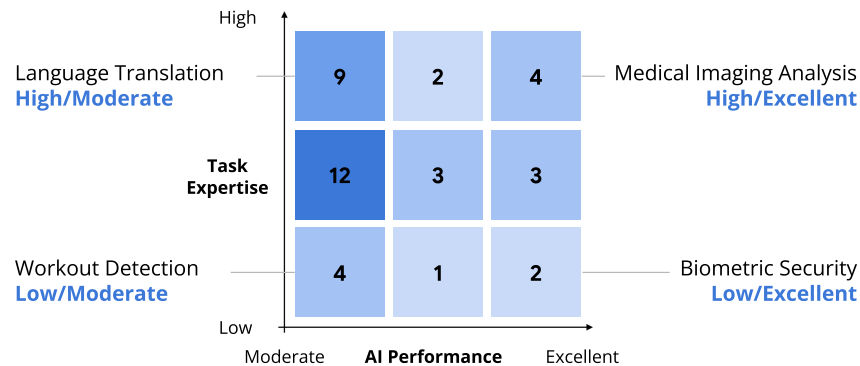 High
Language Translation
High/Moderate
9 2 4
Medical Imaging Analysis
High/Excellent
Task
Expertise
12 3 3
Workout Detection
Low/Moderate
4 1 2
Biometric Security
Low/Excellent
Low
Moderate AI Performance Excellent